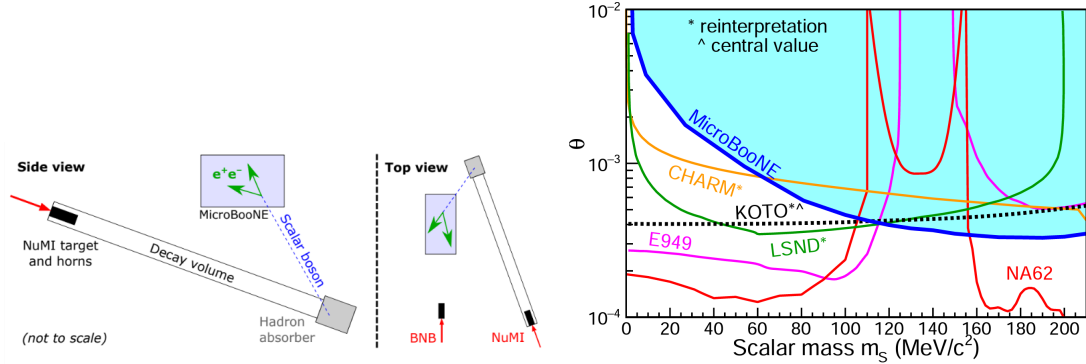 Side view
e⁺e⁻
MicroBooNE
NuMI target
and horns
Decay volume
Scalar boson
Hadron
absorber
(not to scale)
Top view
BNB
NuMI
* reinterpretation
^ central value
MicroBooNE
CHARM*
KOTO*^
LSND*
E949
NA62
θ
10⁻²
10⁻³
10⁻⁴
0 20 40 60 80 100 120 140 160 180 200
Scalar mass mₛ (MeV/c²)